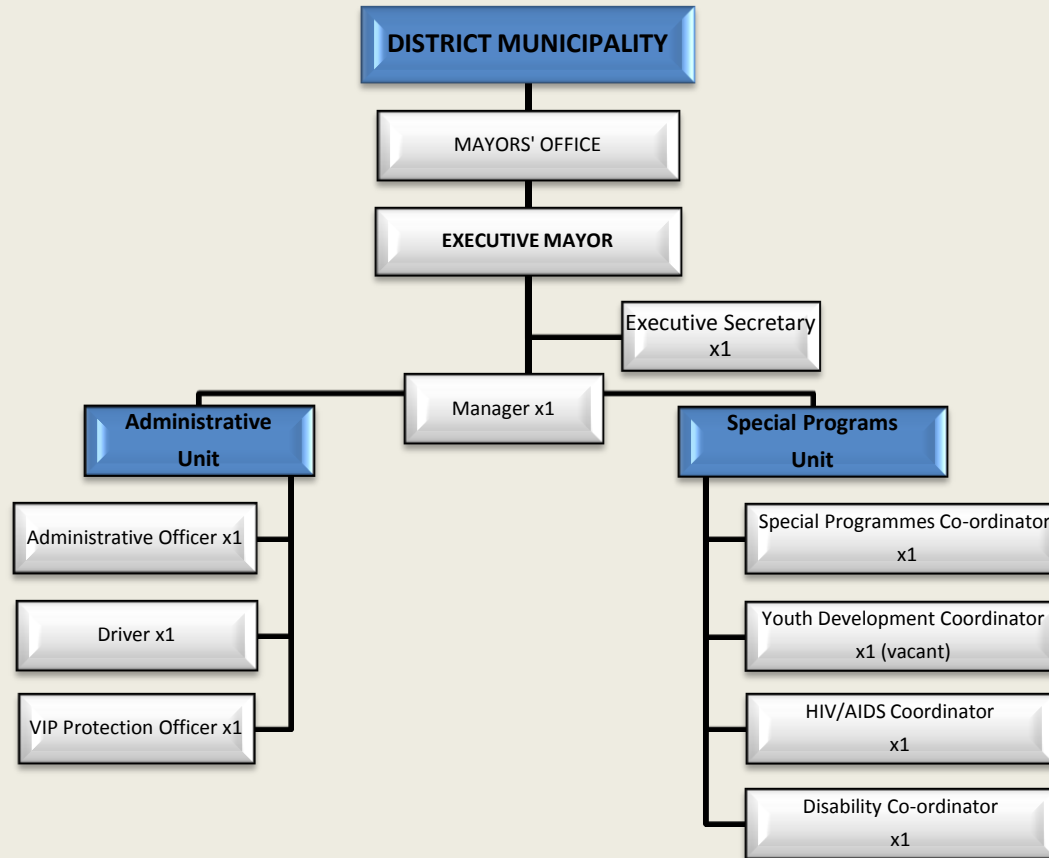 DISTRICT MUNICIPALITY
MAYORS' OFFICE
EXECUTIVE MAYOR
Executive Secretary
x1
Manager x1
Administrative
Unit
Administrative Officer x1
Driver x1
VIP Protection Officer x1
Special Programs
Unit
Special Programmes Co-ordinator
x1
Youth Development Coordinator
x1 (vacant)
HIV/AIDS Coordinator
x1
Disability Co-ordinator
x1